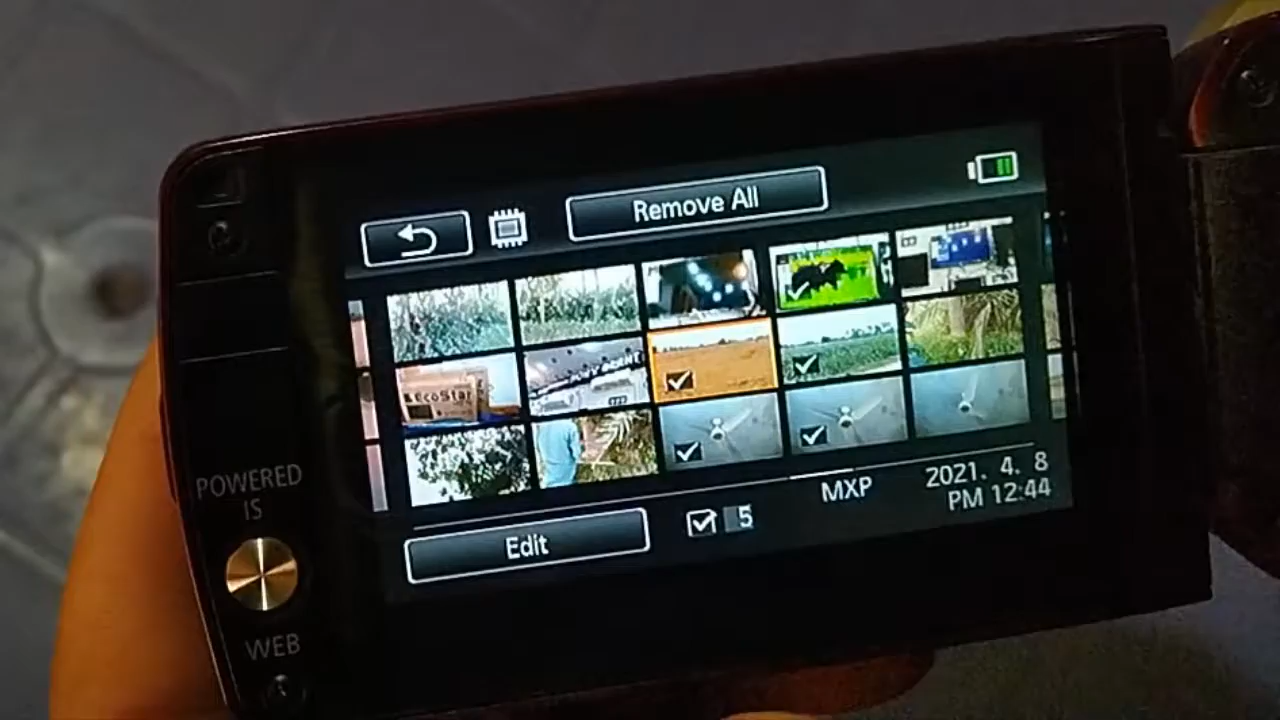 Remove All
EcoStar
POWERED
IS
MXP
2021. 4. 8
PM 12:44
Edit
5
WEB